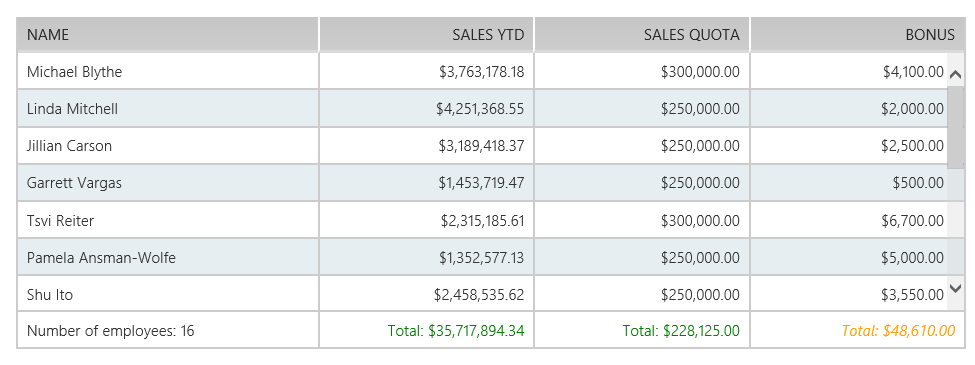 NAME SALES YTD SALES QUOTA BONUS
Michael Blythe $3,763,178.18 $300,000.00 $4,100.00
Linda Mitchell $4,251,368.55 $250,000.00 $2,000.00
Jillian Carson $3,189,418.37 $250,000.00 $2,500.00
Garrett Vargas $1,453,719.47 $250,000.00 $500.00
Tsvi Reiter $2,315,185.61 $300,000.00 $6,700.00
Pamela Ansman-Wolfe $1,352,577.13 $250,000.00 $5,000.00
Shu Ito $2,458,535.62 $250,000.00 $3,550.00
Number of employees: 16 Total: $35,717,894.34 Total: $228,125.00 Total: $48,610.00